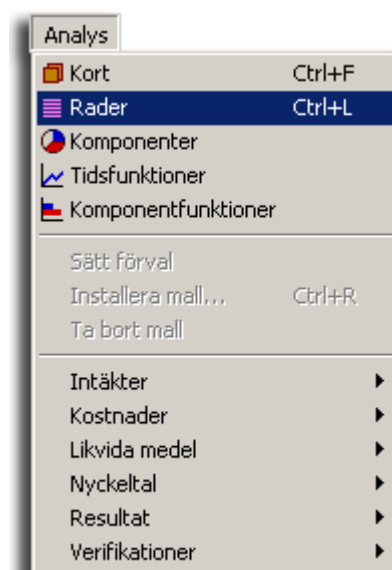 Analys
Kort Ctrl+F
Rader Ctrl+L
Komponenter
Tidsfunktioner
Komponentfunktioner
Sätt förval
Installera mall... Ctrl+R
Ta bort mall
Intäkter
Kostnader
Likvida medel
Nyckeltal
Resultat
Verifikationer